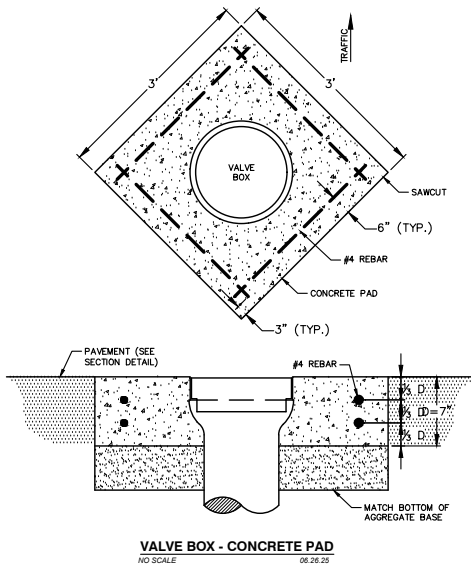 TRAFFIC
3'
3'
VALVE
BOX
SAWCUT
6" (TYP.)
#4 REBAR
CONCRETE PAD
3" (TYP.)
PAVEMENT (SEE
SECTION DETAIL)
#4 REBAR
⅓ D
⅓ D
D=7"
⅓ D
MATCH BOTTOM OF
AGGREGATE BASE
VALVE BOX - CONCRETE PAD
NO SCALE
06.26.25